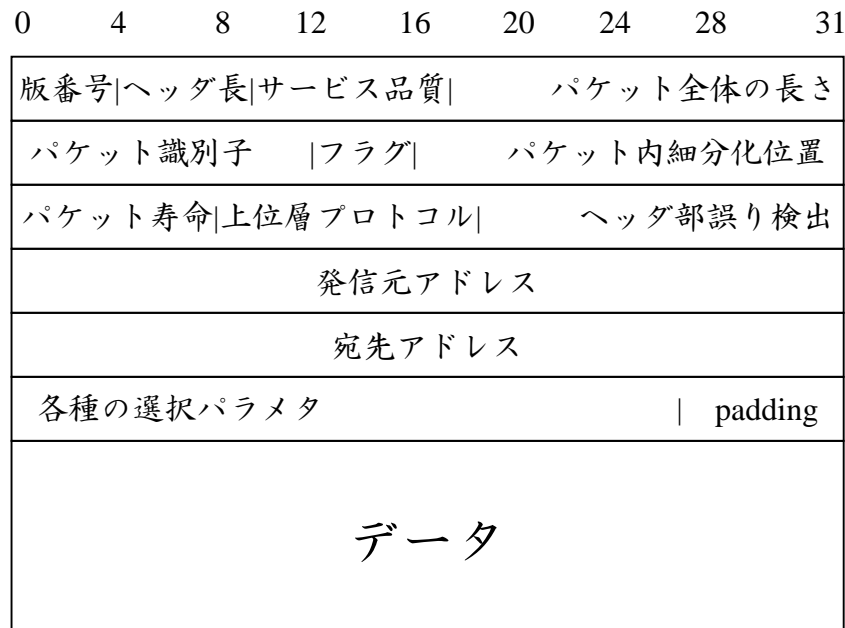 0 4 8 12 16 20 24 28 31
版番号|ヘッダ長|サービス品質| パケット全体の長さ
パケット識別子 |フラグ| パケット内細分化位置
パケット寿命|上位層プロトコル| ヘッダ部誤り検出
発信元アドレス
宛先アドレス
各種の選択パラメタ | padding
データ